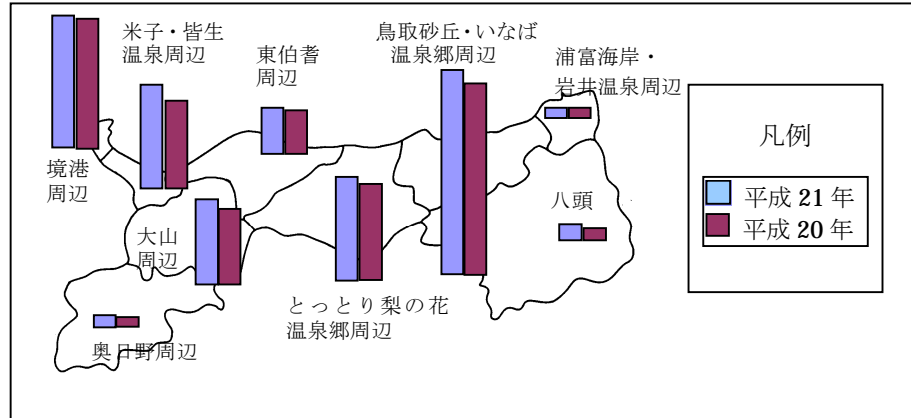 米子・皆生
温泉周辺
東伯耆
周辺
鳥取砂丘・いなば
温泉郷周辺
浦富海岸・
岩井温泉周辺
境港
周辺
大山
周辺
八頭
とっとり梨の花
温泉郷周辺
奥日野周辺
凡例
平成 21 年
平成 20 年